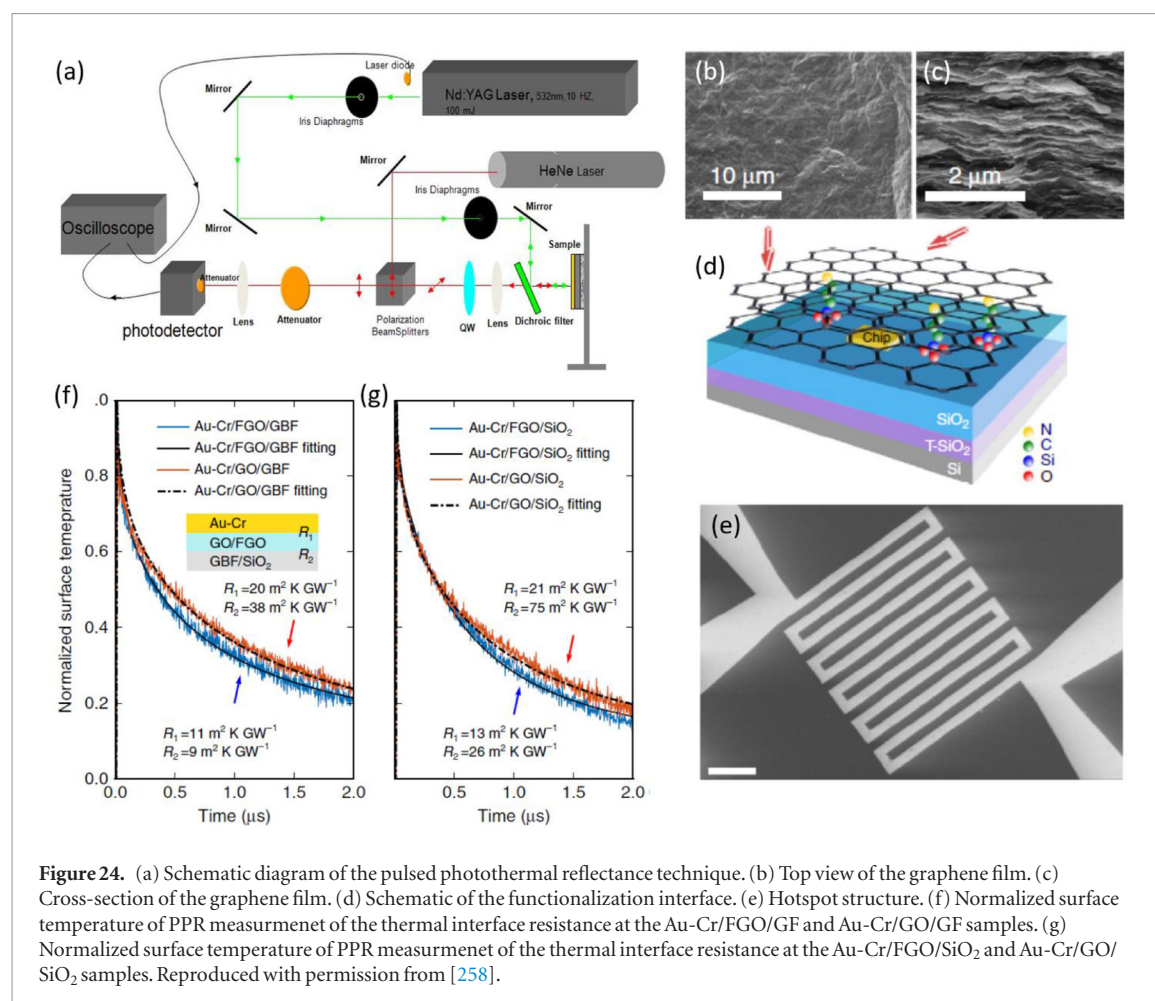 (a)
Laser diode
Mirror
Nd:YAG Laser, 532nm, 10 HZ,
100 mJ
Iris Diaphragms
Mirror
HeNe Laser
Iris Diaphragms
Oscilloscope
Mirror
Mirror
Sample
Attenuator
photodetector
Lens
Attenuator
Polarization
BeamSplitters
QW
Lens
Dichroic filter
(b)
10 μm
(c)
2 μm
(d)
Chip
SiO₂
T-SiO₂
Si
N
C
Si
O
(e)
(f)
.0
0.8
0.6
0.4
0.2
0.0
Normalized surface temeprature
Au-Cr/FGO/GBF
Au-Cr/FGO/GBF fitting
Au-Cr/GO/GBF
Au-Cr/GO/GBF fitting
Au-Cr
GO/FGO
GBF/SiO₂
R₁
R₂
R₁ =20 m² K GW⁻¹
R₂ =38 m² K GW⁻¹
R₁ =11 m² K GW⁻¹
R₂ =9 m² K GW⁻¹
0.0 0.5 1.0 1.5 2.0
Time (μs)
(g)
Au-Cr/FGO/SiO₂
Au-Cr/FGO/SiO₂ fitting
Au-Cr/GO/SiO₂
Au-Cr/GO/SiO₂ fitting
R₁ =21 m² K GW⁻¹
R₂ =75 m² K GW⁻¹
R₁ =13 m² K GW⁻¹
R₂ =26 m² K GW⁻¹
0.5 1.0 1.5 2.0
Time (μs)
Figure 24. (a) Schematic diagram of the pulsed photothermal reflectance technique. (b) Top view of the graphene film. (c)
Cross-section of the graphene film. (d) Schematic of the functionalization interface. (e) Hotspot structure. (f) Normalized surface
temperature of PPR measurmenet of the thermal interface resistance at the Au-Cr/FGO/GF and Au-Cr/GO/GF samples. (g)
Normalized surface temperature of PPR measurmenet of the thermal interface resistance at the Au-Cr/FGO/SiO₂ and Au-Cr/GO/
SiO₂ samples. Reproduced with permission from [258].